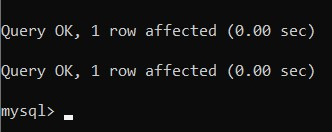 Query OK, 1 row affected (0.00 sec)
Query OK, 1 row affected (0.00 sec)
mysql>